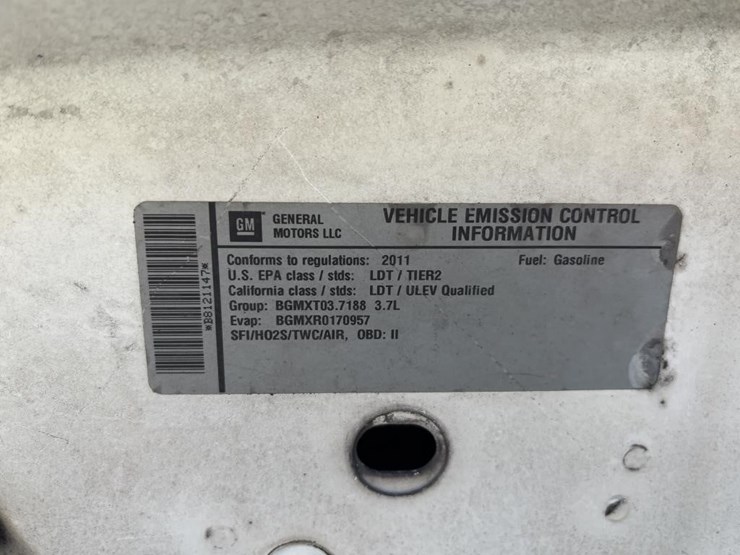 GM
GENERAL
MOTORS LLC
VEHICLE EMISSION CONTROL
INFORMATION
Conforms to regulations: 2011
Fuel: Gasoline
U.S. EPA class / stds: LDT / TIER2
California class / stds: LDT / ULEV Qualified
Group: BGMXT03.7188 3.7L
Evap: BGMXR0170957
SFI/HO2S/TWC/AIR, OBD: II
*B8121147*